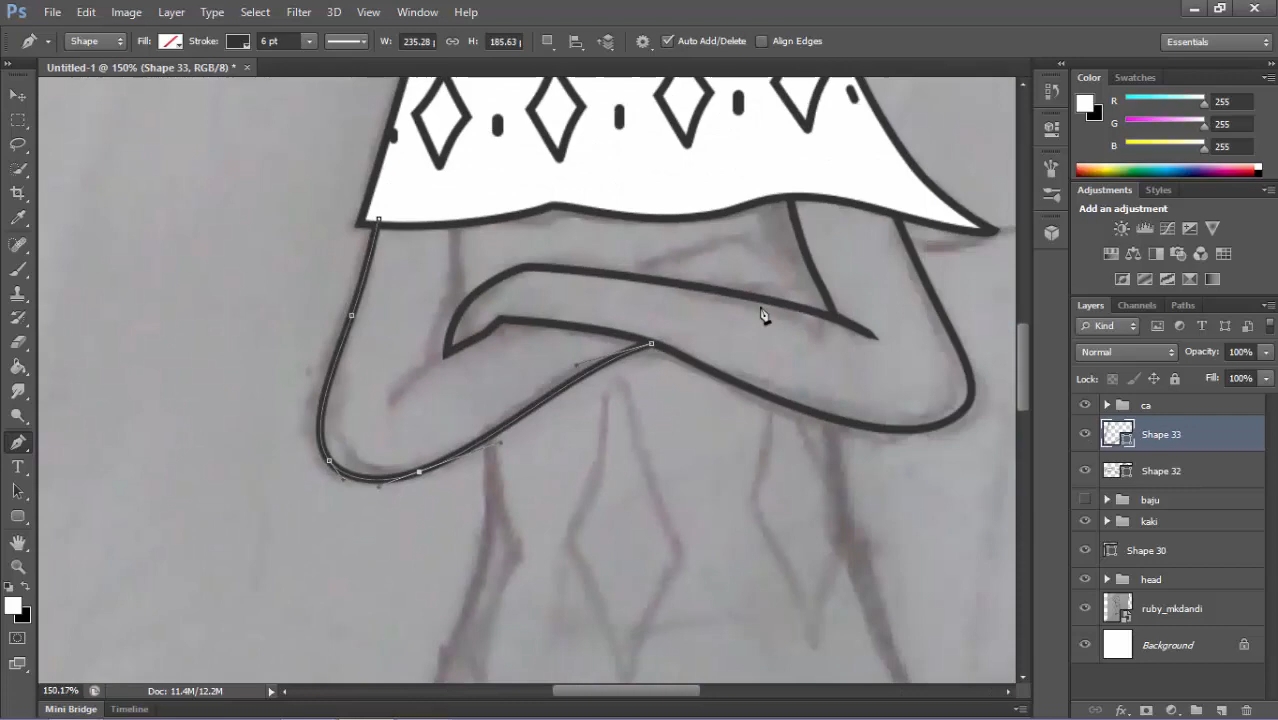 Ps File Edit Image Layer Type Select Filter 3D View Window Help
Shape Fill: Stroke: 6 pt W: 235.28 H: 185.63 Auto Add/Delete Align Edges Essentials
Untitled-1 @ 150% (Shape 33, RGB/8) * ×
Color Swatches
R 255
G 255
B 255
Adjustments Styles
Add an adjustment
Layers Channels Paths
Kind
Normal Opacity: 100%
Lock: Fill: 100%
ca
Shape 33
Shape 32
baju
kaki
Shape 30
head
ruby_mkdandi
Background
150.17% Doc: 11.4M/12.2M
Mini Bridge Timeline